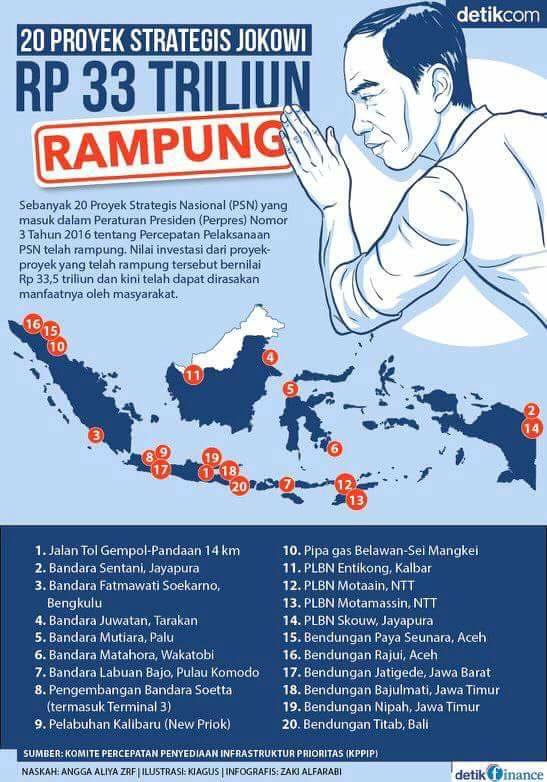 detikcom
20 PROYEK STRATEGIS JOKOWI
RP 33 TRILIUN
RAMPUNG
Sebanyak 20 Proyek Strategis Nasional (PSN) yang
masuk dalam Peraturan Presiden (Perpres) Nomor
3 Tahun 2016 tentang Percepatan Pelaksanaan
PSN telah rampung. Nilai investasi dari proyek-
proyek yang telah rampung tersebut bernilai
Rp 33,5 triliun dan kini telah dapat dirasakan
manfaatnya oleh masyarakat.
16
15
10
11
4
5
2
14
3
6
8
9
17
19
1
18
20
7
12
13
1. Jalan Tol Gempol-Pandaan 14 km
2. Bandara Sentani, Jayapura
3. Bandara Fatmawati Soekarno,
Bengkulu
4. Bandara Juwatan, Tarakan
5. Bandara Mutiara, Palu
6. Bandara Matahora, Wakatobi
7. Bandara Labuan Bajo, Pulau Komodo
8. Pengembangan Bandara Soetta
(termasuk Terminal 3)
9. Pelabuhan Kalibaru (New Priok)
10. Pipa gas Belawan-Sei Mangkei
11. PLBN Entikong, Kalbar
12. PLBN Motaain, NTT
13. PLBN Motamassin, NTT
14. PLBN Skouw, Jayapura
15. Bendungan Paya Seunara, Aceh
16. Bendungan Rajui, Aceh
17. Bendungan Jatigede, Jawa Barat
18. Bendungan Bajulmati, Jawa Timur
19. Bendungan Nipah, Jawa Timur
20. Bendungan Titab, Bali
SUMBER: KOMITE PERCEPATAN PENYEDIAAN INFRASTRUKTUR PRIORITAS (KPPIP)
NASKAH: ANGGA ALIYA ZRF | ILUSTRASI: KIAGUS | INFOGRAFIS: ZAKI ALFARABI
detikfinance